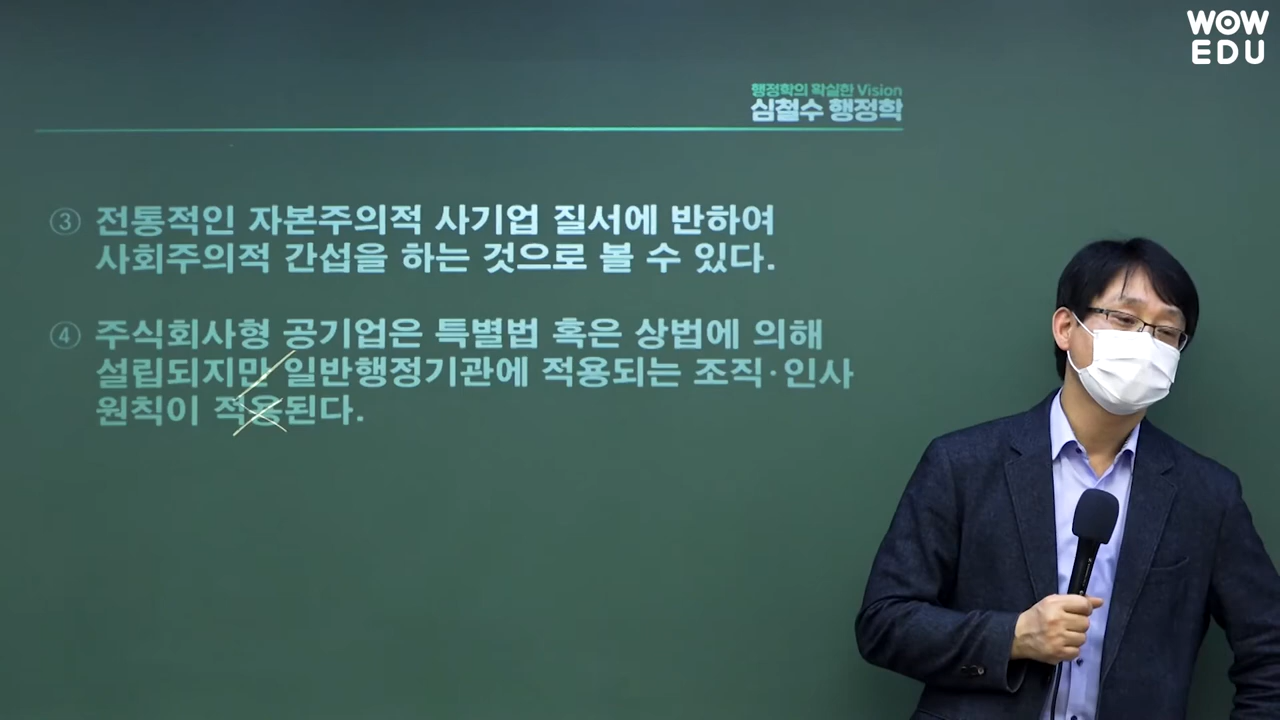 WOW
EDU
행정학의 확실한 Vision
심철수 행정학
③ 전통적인 자본주의적 사기업 질서에 반하여
사회주의적 간섭을 하는 것으로 볼 수 있다.
④ 주식회사형 공기업은 특별법 혹은 상법에 의해
설립되지만 일반행정기관에 적용되는 조직·인사
원칙이 적용된다.